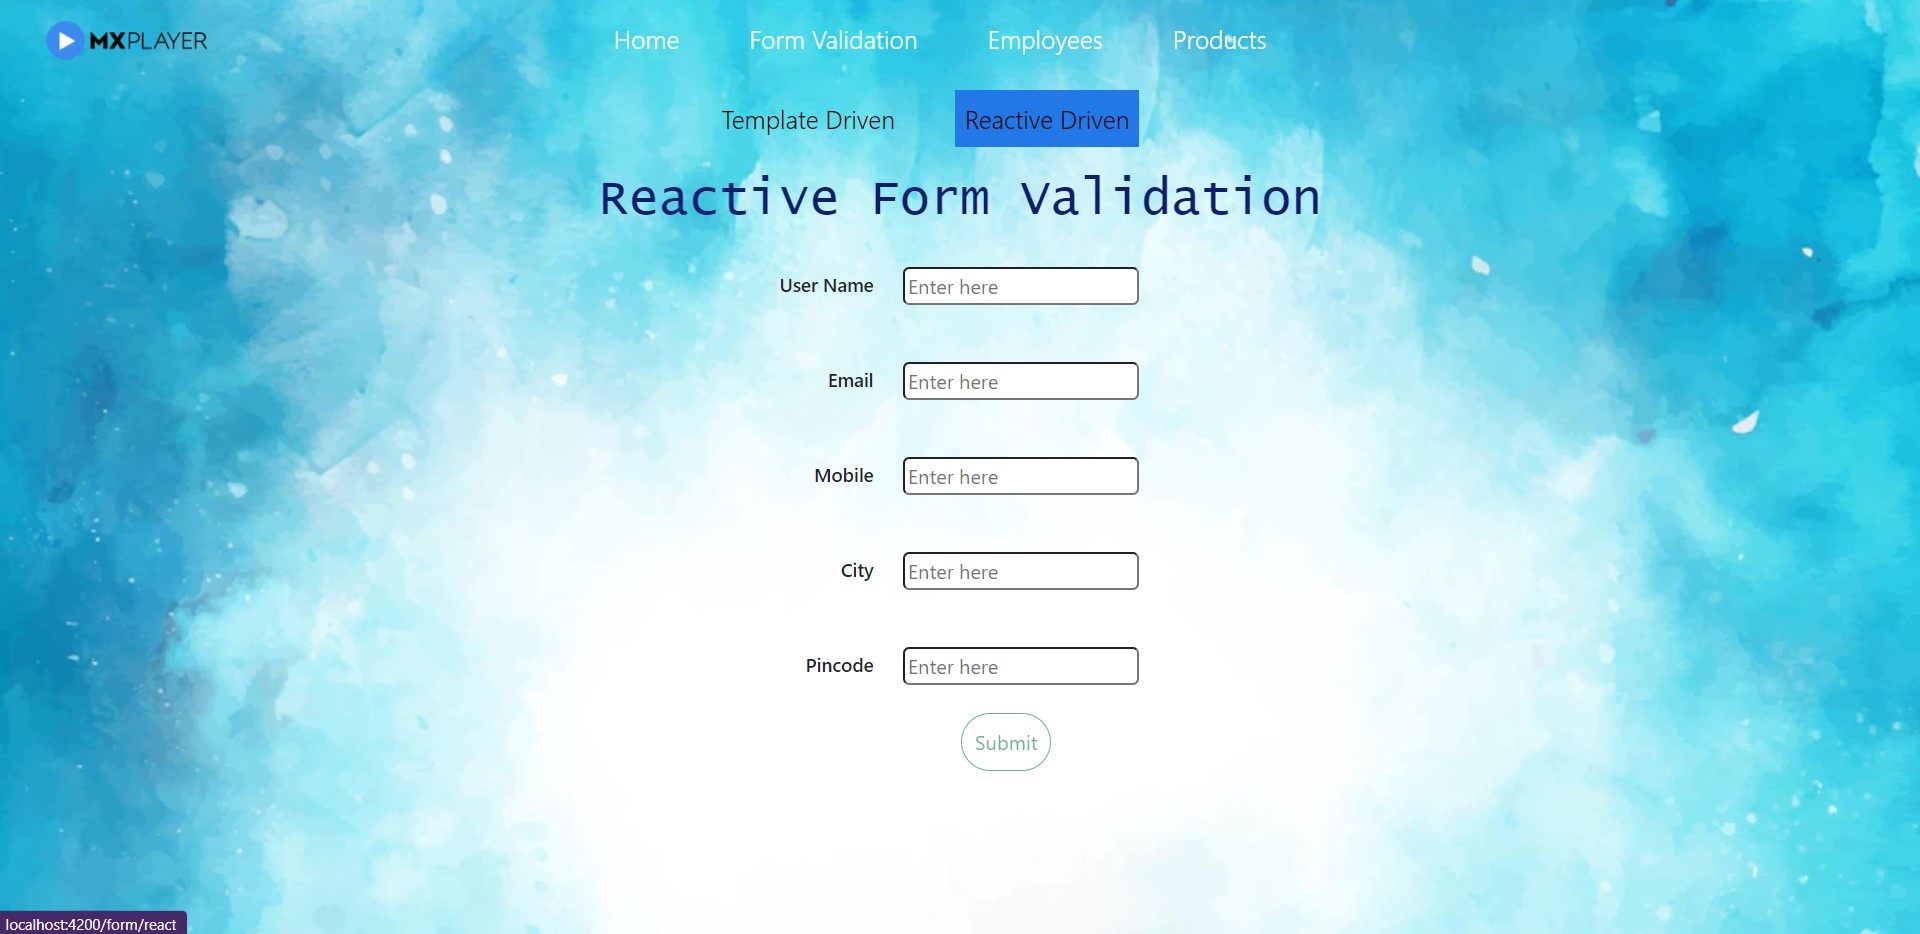 MXPLAYER
Home Form Validation Employees Products
Template Driven Reactive Driven
Reactive Form Validation
User Name Enter here
Email Enter here
Mobile Enter here
City Enter here
Pincode Enter here
Submit
localhost:4200/form/react